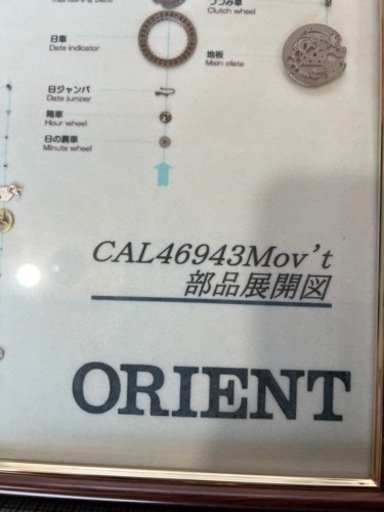 つづみ車
Clutch wheel
日車
Date indicator
地板
Main plate
日ジャンパ
Date jumper
筒車
Hour wheel
日の裏車
Minute wheel
CAL46943Mov't
部品展開図
ORIENT